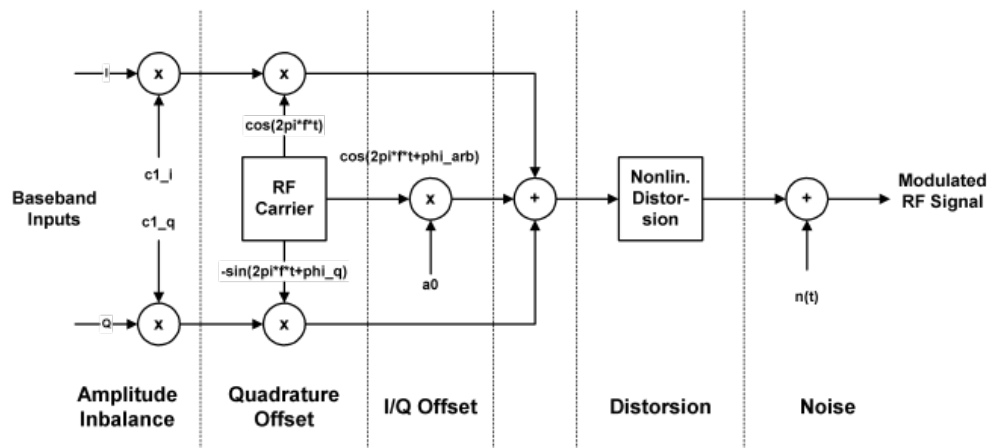 I
x
x
cos(2pi*f*t)
cos(2pi*f*t+phi_arb)
c1_i
Baseband
Inputs
c1_q
RF
Carrier
x
+
Nonlin.
Distor-
sion
+
Modulated
RF Signal
-sin(2pi*f*t+phi_q)
a0
n(t)
Q
x
x
Amplitude
Inbalance
Quadrature
Offset
I/Q Offset
Distorsion
Noise